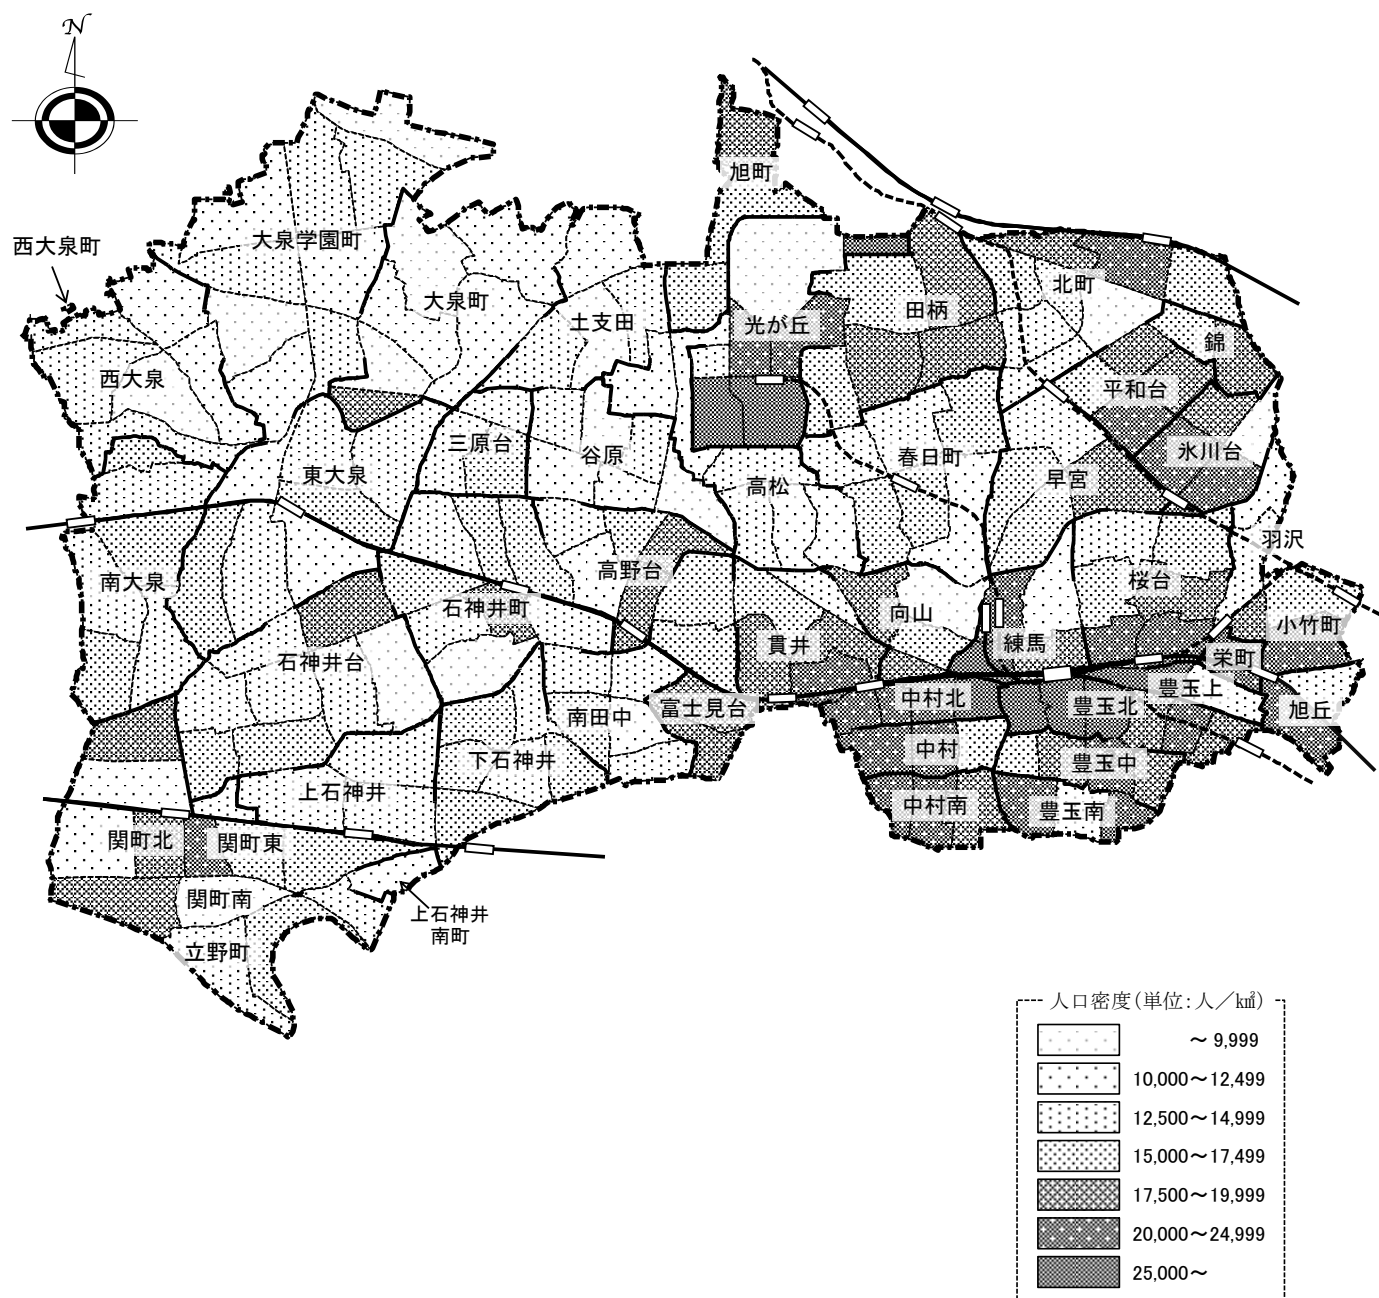 N
旭町
西大泉町
大泉学園町
大泉町
土支田
光が丘
田柄
北町
錦
西大泉
平和台
三原台
谷原
東大泉
高松
春日町
早宮
氷川台
羽沢
南大泉
高野台
石神井町
向山
桜台
小竹町
貫井
練馬
栄町
石神井台
豊玉上
富士見台
中村北
豊玉北
旭丘
南田中
下石神井
中村
豊玉中
上石神井
中村南
豊玉南
関町北
関町東
関町南
上石神井
南町
立野町
人口密度(単位:人/k㎡)
~ 9,999
10,000~12,499
12,500~14,999
15,000~17,499
17,500~19,999
20,000~24,999
25,000~